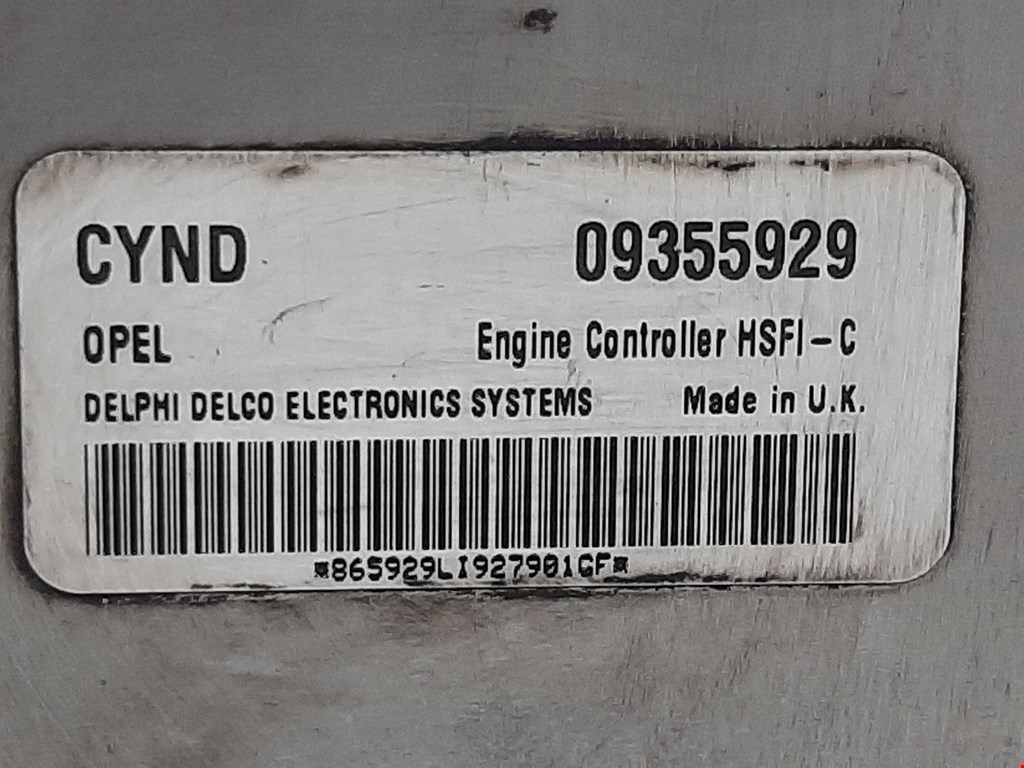 CYND 09355929
OPEL Engine Controller HSFI-C
DELPHI DELCO ELECTRONICS SYSTEMS Made in U.K.
*865929LI927901GF*